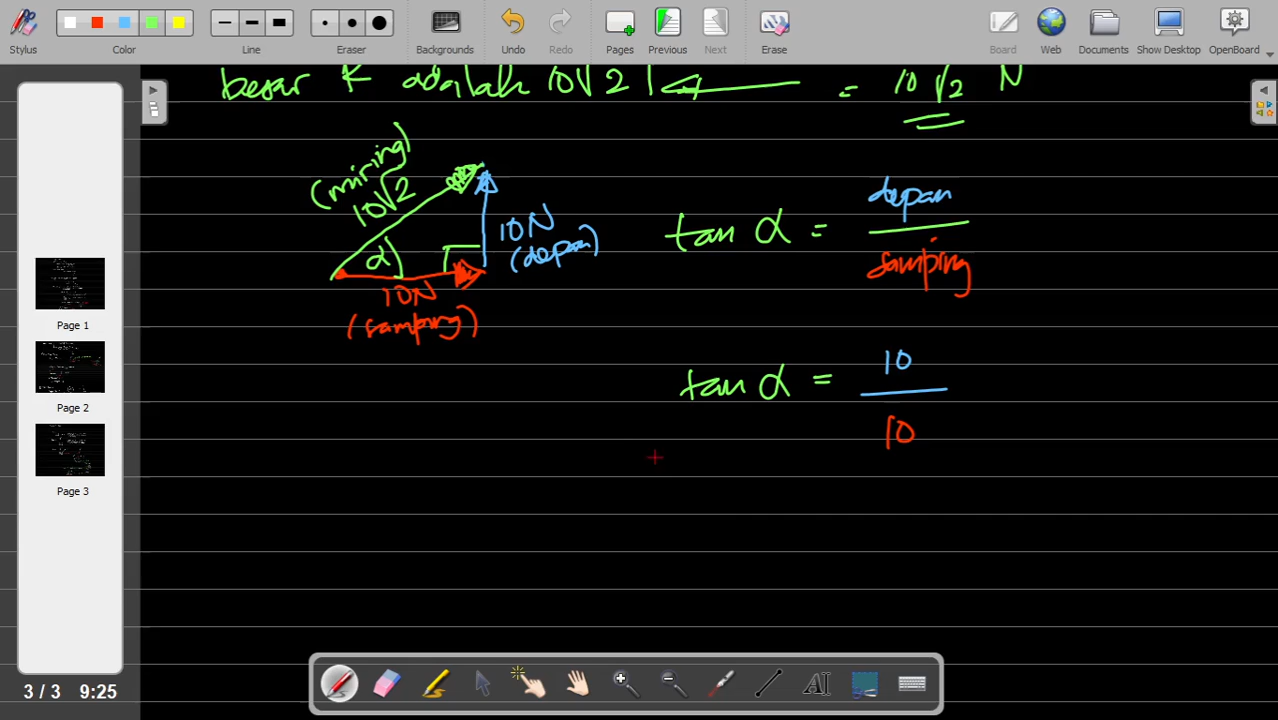 Stylus
Color
Line
Eraser
Backgrounds
Undo
Redo
Pages
Previous
Next
Erase
Board
Web
Documents
Show Desktop
OpenBoard
besar R adalah 10√2
= 10√2 N
(miring)
10√2
α
10N
(depan)
10N
(samping)
tan α = depan
samping
tan α = 10
10
Page 1
Page 2
Page 3
3 / 3 9:25
AI